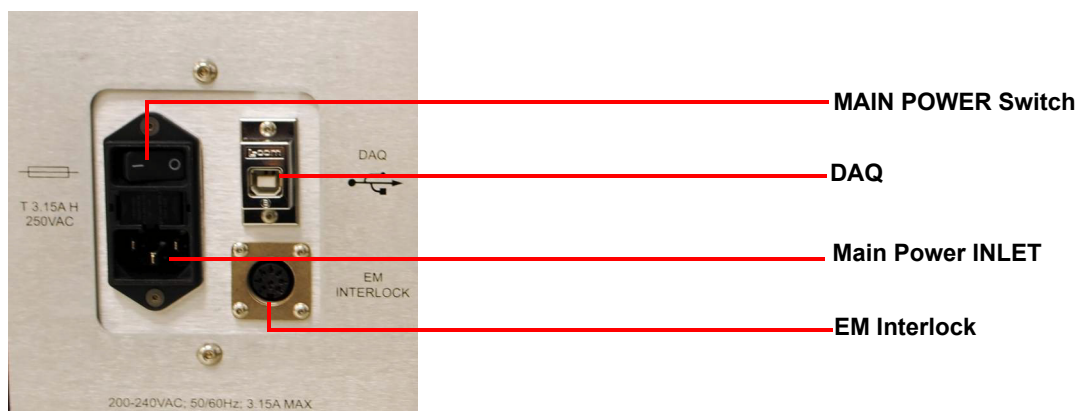 MAIN POWER Switch
DAQ
DAQ
T 3.15A H
250VAC
Main Power INLET
EM
INTERLOCK
EM Interlock
200-240VAC; 50/60Hz; 3.15A MAX